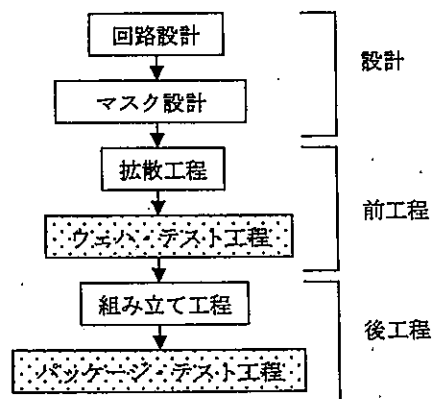 回路設計
マスク設計
設計
拡散工程
ウェハ・テスト工程
前工程
組み立て工程
パッケージ・テスト工程
後工程